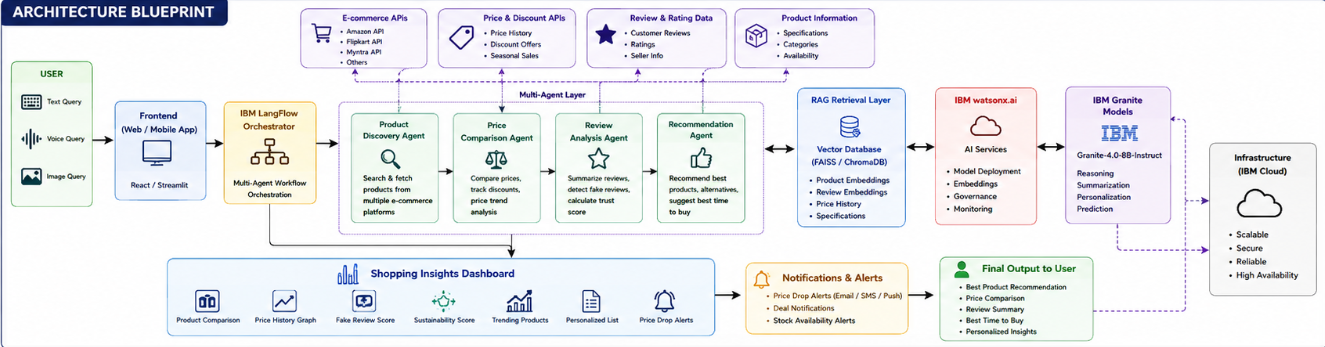 ARCHITECTURE BLUEPRINT
E-commerce APIs
• Amazon API
• Flipkart API
• Myntra API
• Others
Price & Discount APIs
• Price History
• Discount Offers
• Seasonal Sales
Review & Rating Data
• Customer Reviews
• Ratings
• Seller Info
Product Information
• Specifications
• Categories
• Availability
USER
Text Query
Voice Query
Image Query
Frontend
(Web / Mobile App)
React / Streamlit
IBM LangFlow
Orchestrator
Multi-Agent Workflow
Orchestration
Multi-Agent Layer
Product
Discovery Agent
Search & fetch
products from
multiple e-commerce
platforms
Price
Comparison Agent
Compare prices,
track discounts,
price trend
analysis
Review
Analysis Agent
Summarize reviews,
detect fake reviews,
calculate trust
score
Recommendation
Agent
Recommend best
products, alternatives,
suggest best time
to buy
RAG Retrieval Layer
Vector Database
(FAISS / ChromaDB)
• Product Embeddings
• Review Embeddings
• Price History
• Specifications
IBM watsonx.ai
AI Services
• Model Deployment
• Embeddings
• Governance
• Monitoring
IBM Granite
Models
IBM
Granite-4.0-8B-Instruct
Reasoning
Summarization
Personalization
Prediction
Infrastructure
(IBM Cloud)
• Scalable
• Secure
• Reliable
• High Availability
Shopping Insights Dashboard
Product Comparison
Price History Graph
Fake Review Score
Sustainability Score
Trending Products
Personalized List
Price Drop Alerts
Notifications & Alerts
• Price Drop Alerts (Email / SMS / Push)
• Deal Notifications
• Stock Availability Alerts
Final Output to User
• Best Product Recommendation
• Price Comparison
• Review Summary
• Best Time to Buy
• Personalized Insights